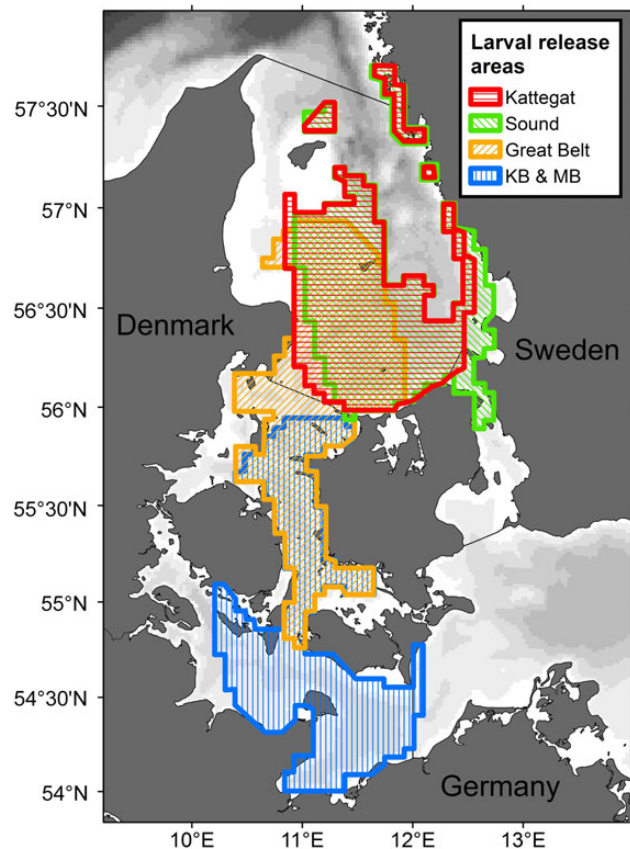 Larval release
areas
Kattegat
Sound
Great Belt
KB & MB
57°30'N
57°N
56°30'N
Denmark
Sweden
56°N
55°30'N
55°N
54°30'N
54°N
Germany
10°E
11°E
12°E
13°E